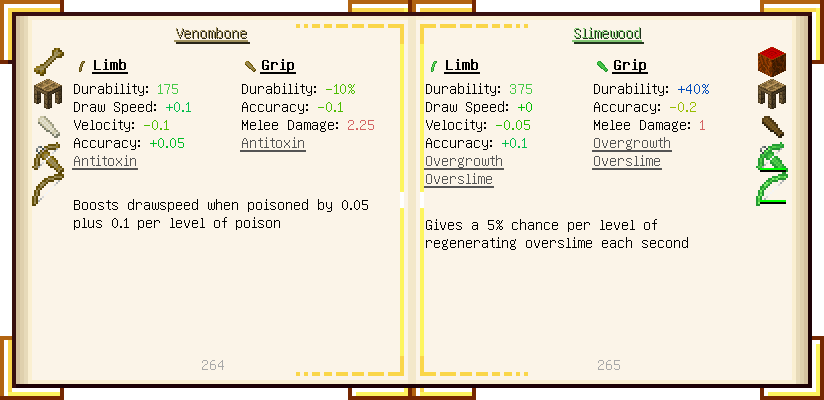 Venombone
Limb
Durability: 175
Draw Speed: +0.1
Velocity: -0.1
Accuracy: +0.05
Antitoxin
Grip
Durability: -10%
Accuracy: -0.1
Melee Damage: 2.25
Antitoxin
Boosts drawspeed when poisoned by 0.05
plus 0.1 per level of poison
264
Slimewood
Limb
Durability: 375
Draw Speed: +0
Velocity: -0.05
Accuracy: +0.1
Overgrowth
Overslime
Grip
Durability: +40%
Accuracy: -0.2
Melee Damage: 1
Overgrowth
Overslime
Gives a 5% chance per level of
regenerating overslime each second
265